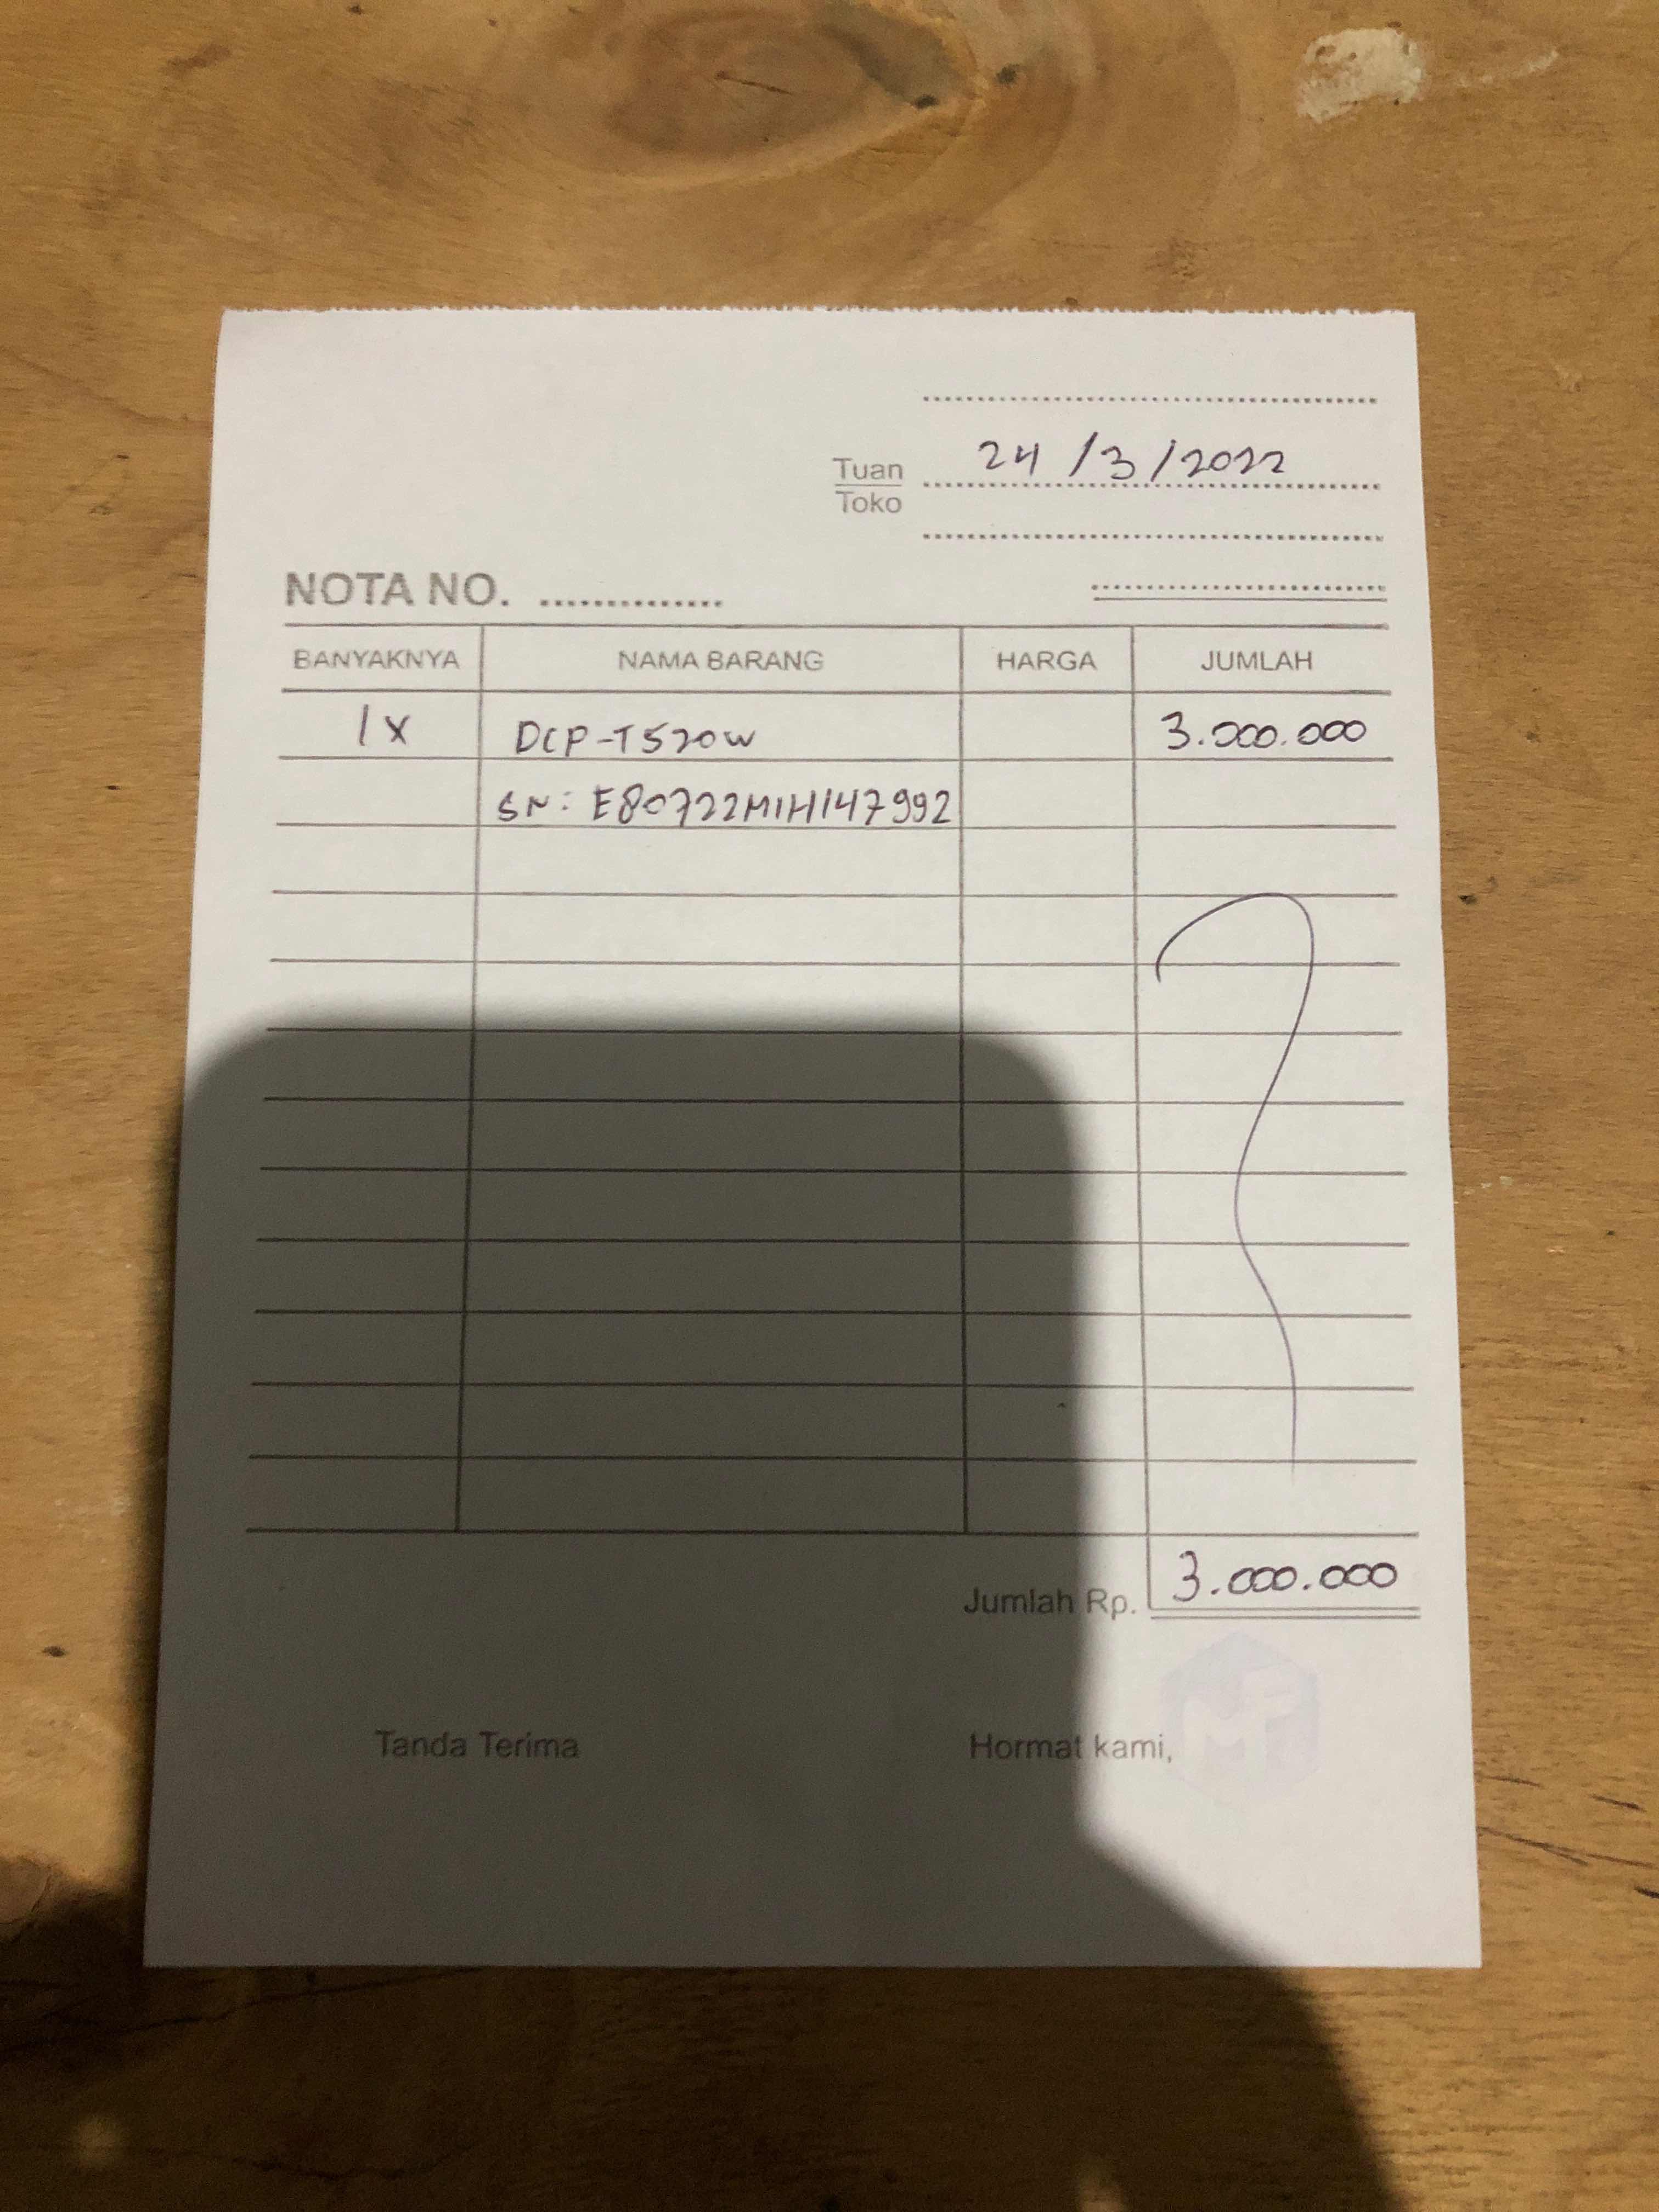 24/3/2022
Tuan
Toko
NOTA NO. ..............
BANYAKNYA NAMA BARANG HARGA JUMLAH
1x DCP-T520W 3.000.000
SN: E80722M1H147992
Jumlah Rp. 3.000.000
Tanda Terima Hormat kami,